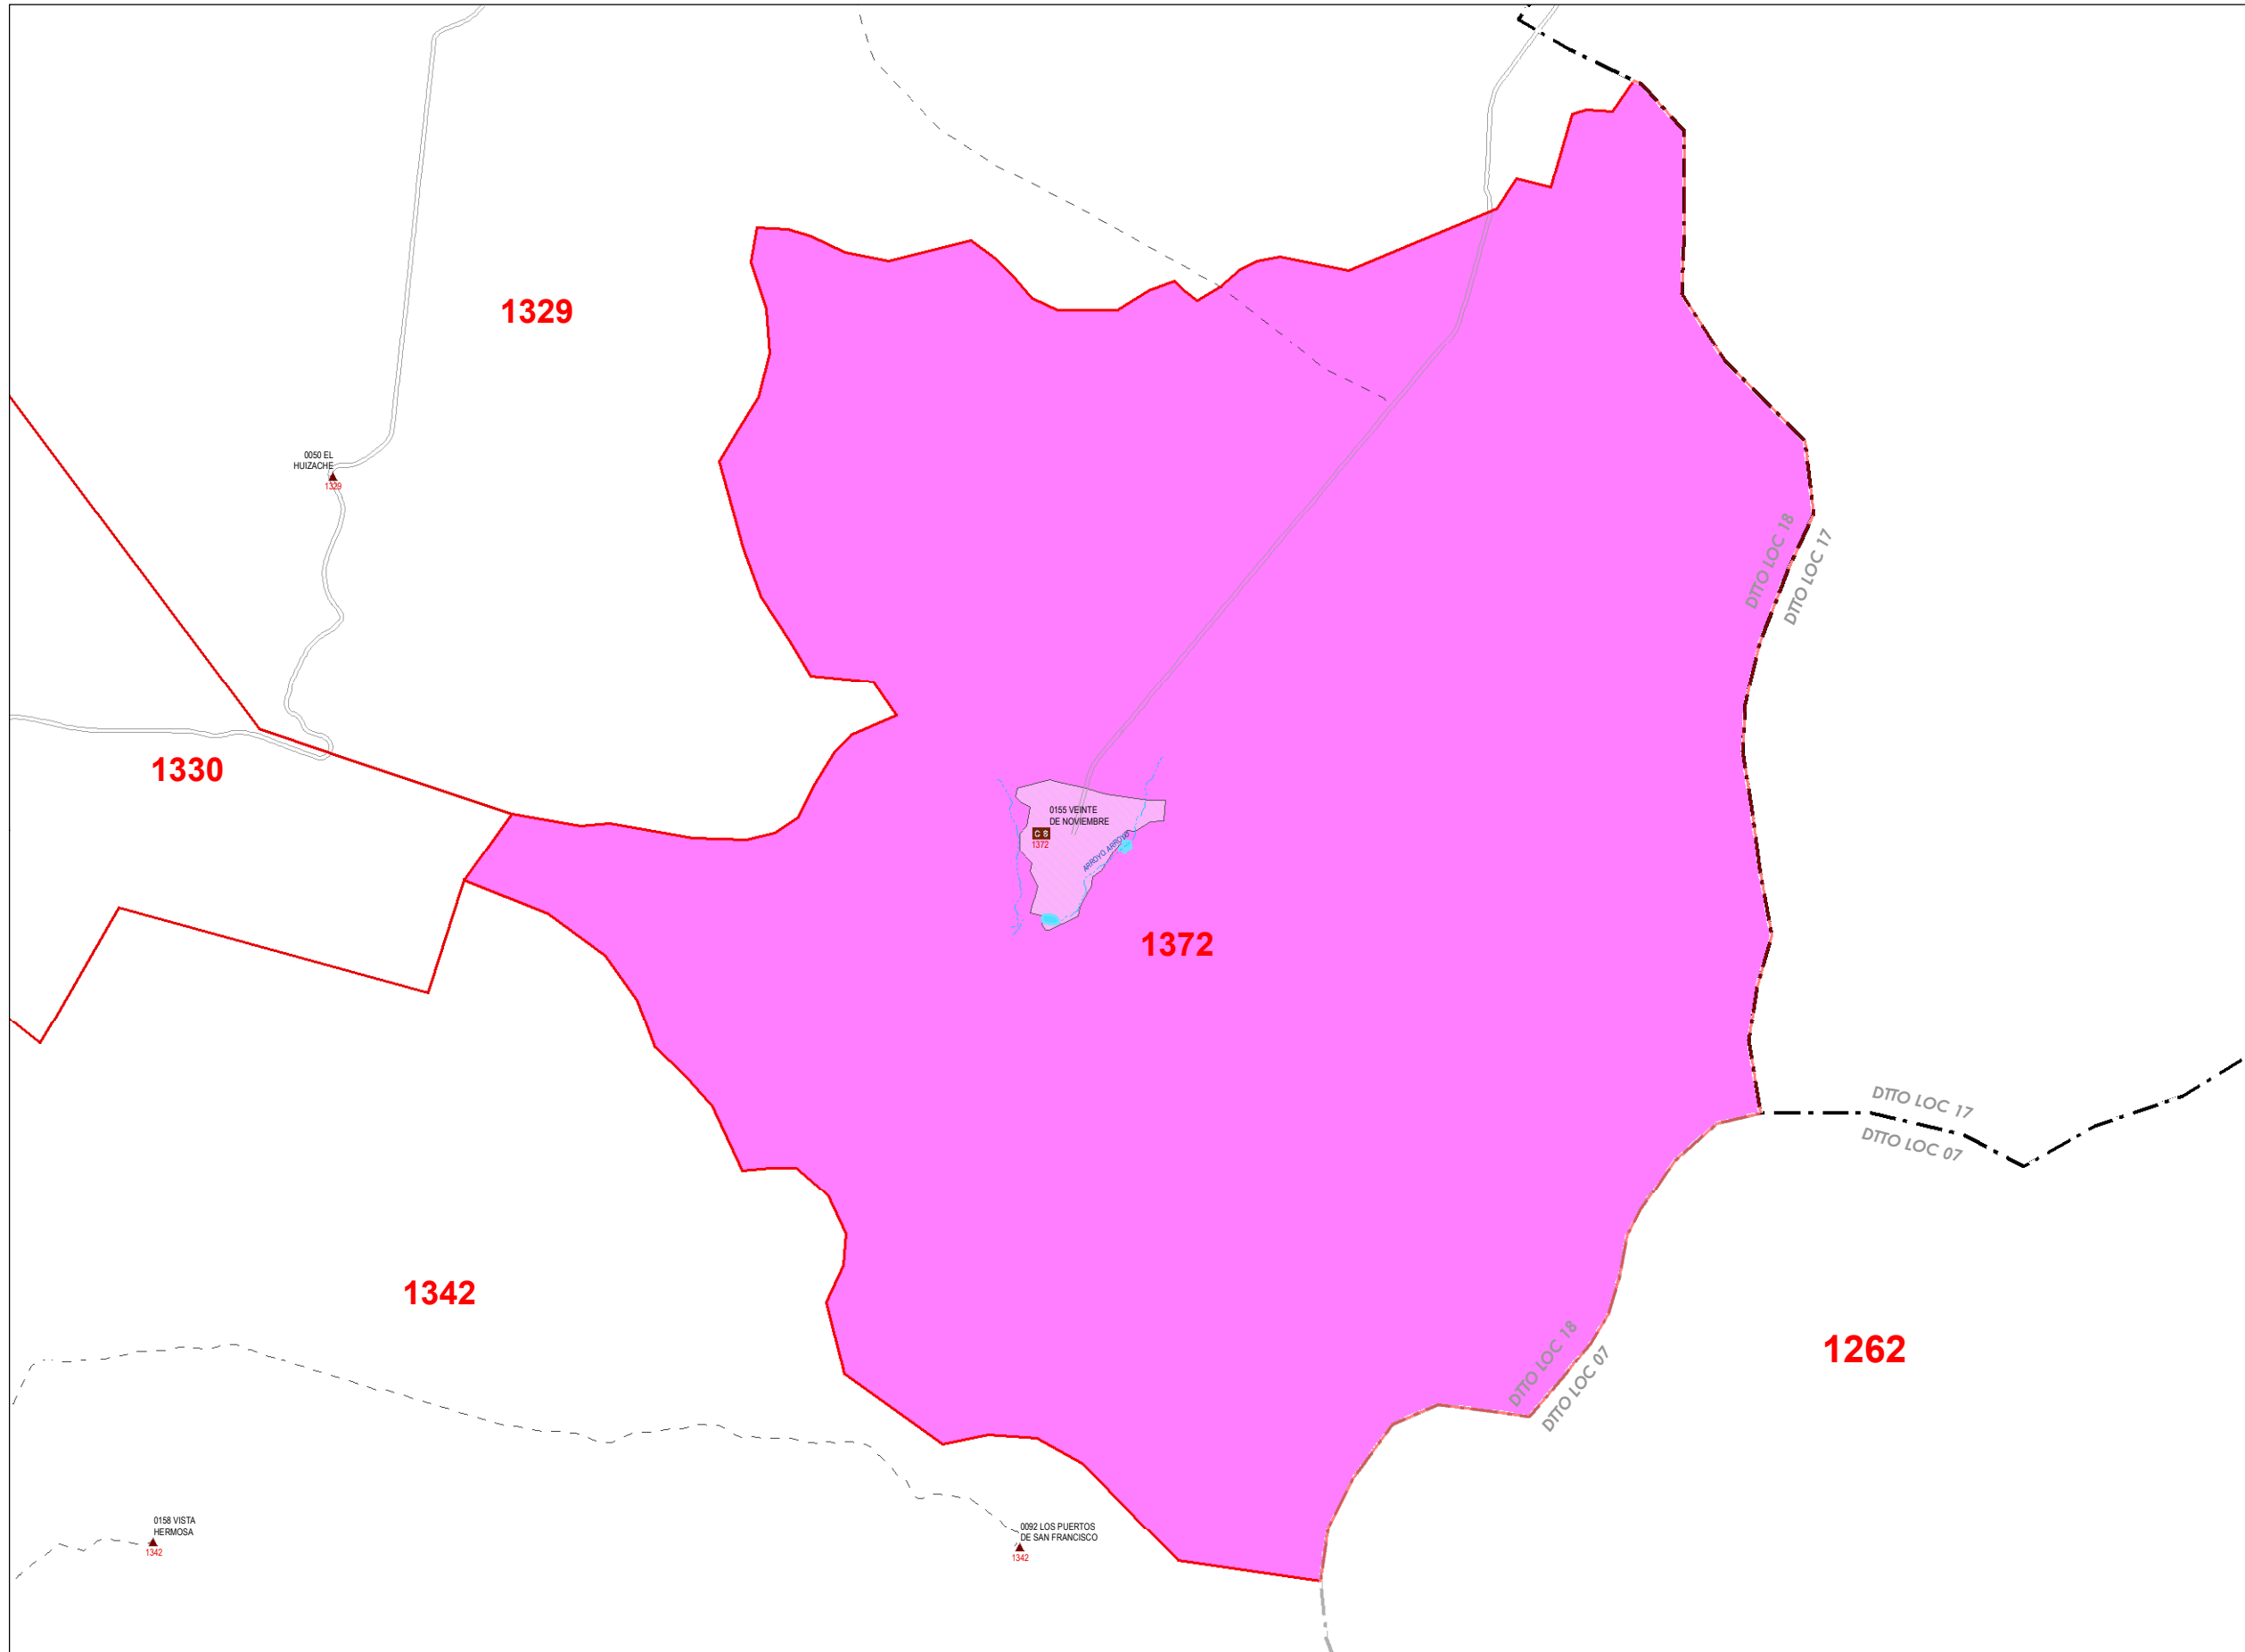 1329
0050 EL
HUIZACHE
1329
DTTO LOC 18
DTTO LOC 17
1330
0155 VEINTE
DE NOVIEMBRE
1372
ARROYO ARROYO
1372
DTTO LOC 17
DTTO LOC 07
1342
DTTO LOC 18
DTTO LOC 07
1262
0158 VISTA
HERMOSA
1342
0092 LOS PUERTOS
DE SAN FRANCISCO
1342